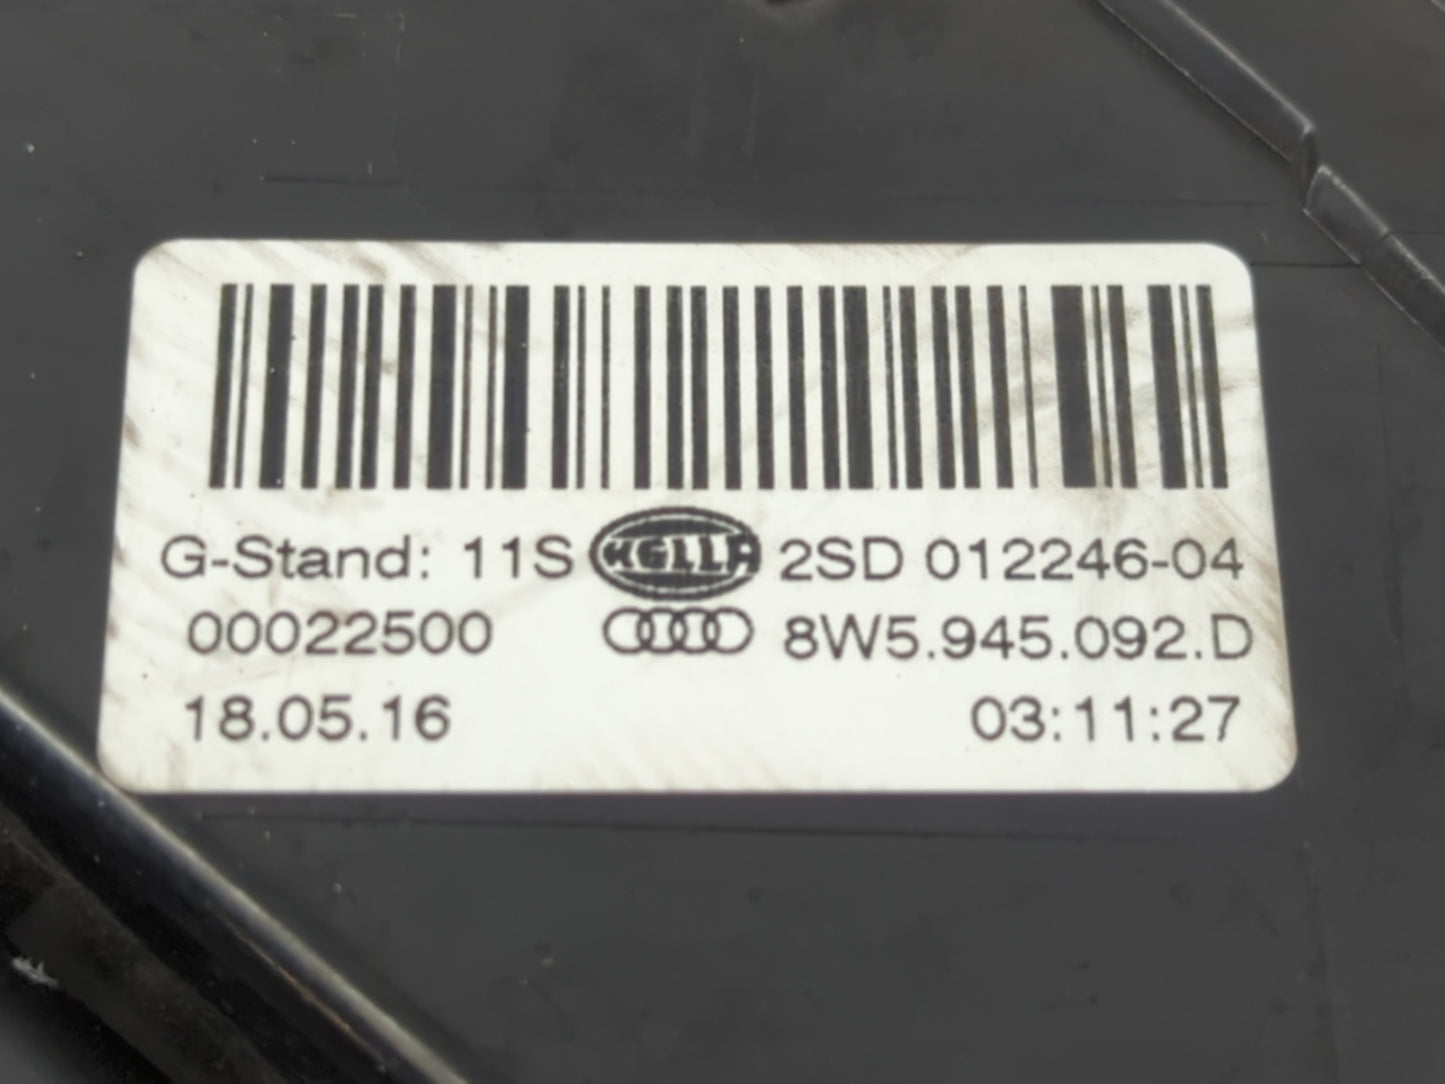 G-Stand: 11S HELLA 2SD 012246-04
00022500 8W5.945.092.D
18.05.16 03:11:27